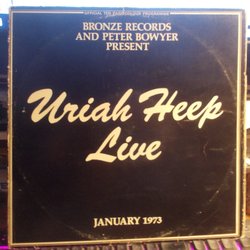 BRONZE RECORDS
AND PETER BOWYER
PRESENT
Uriah Heep
Live
JANUARY 1973